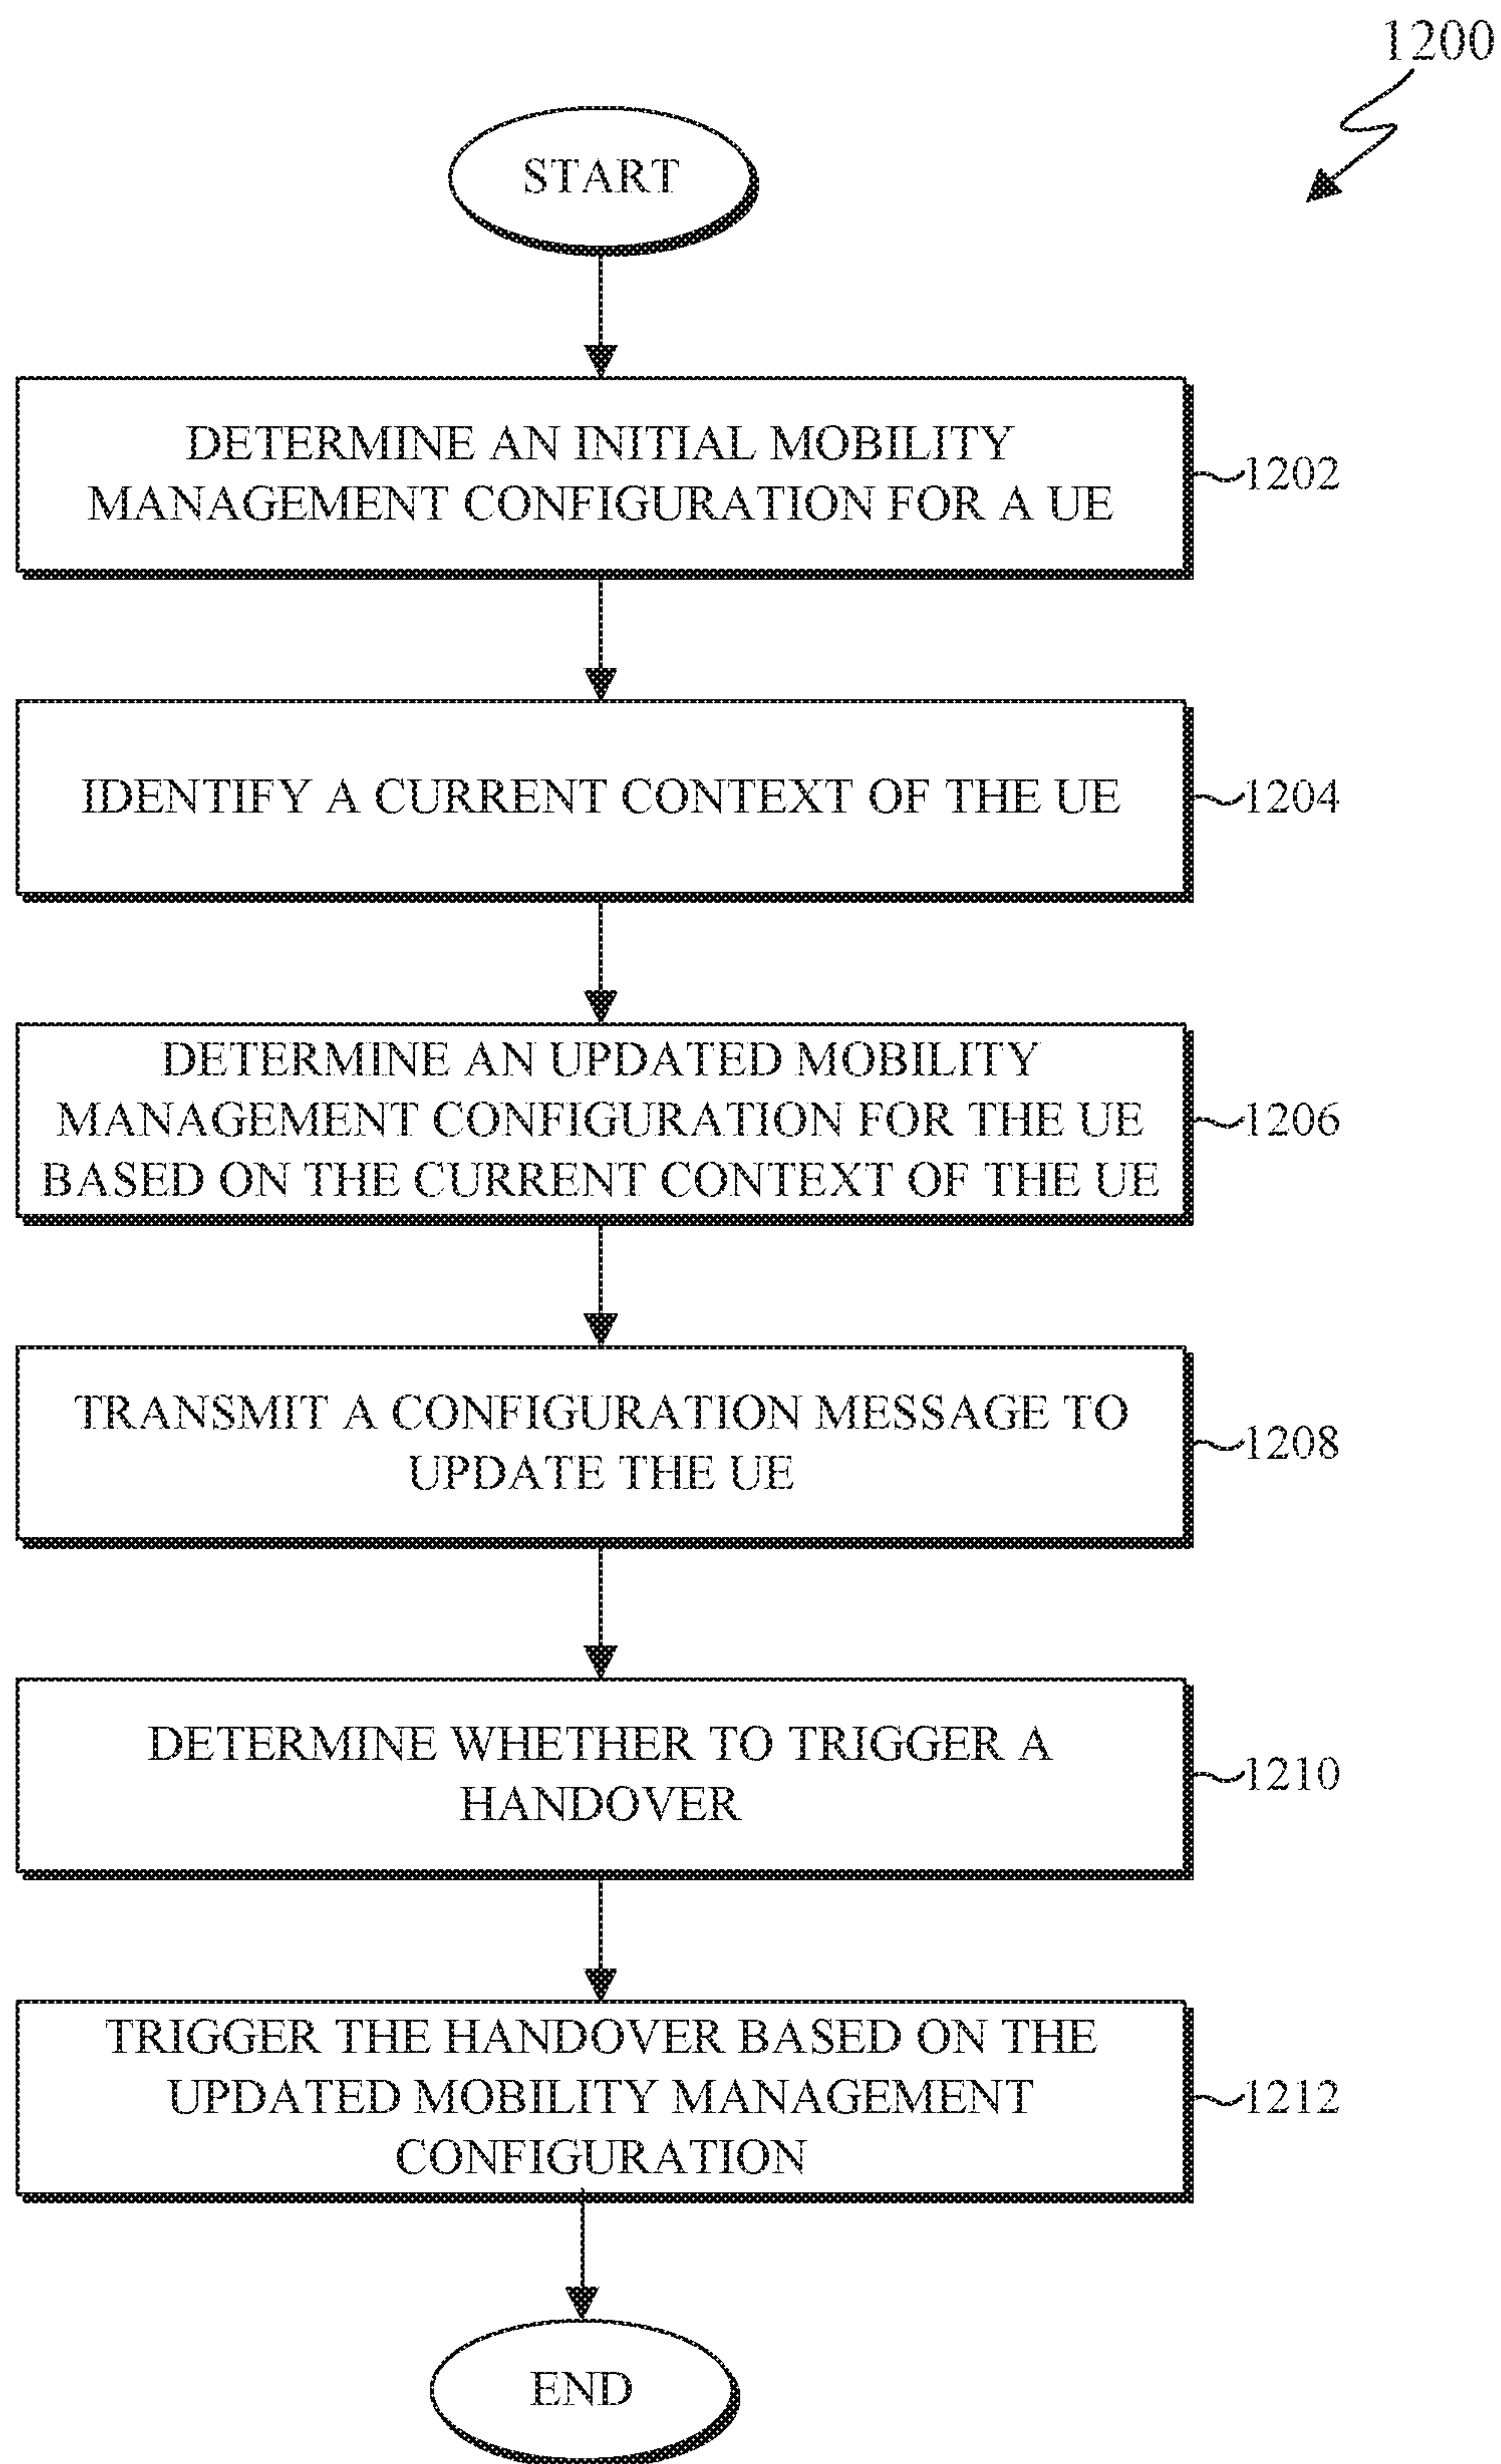 1200
START
DETERMINE AN INITIAL MOBILITY
MANAGEMENT CONFIGURATION FOR A UE
1202
IDENTIFY A CURRENT CONTEXT OF THE UE
1204
DETERMINE AN UPDATED MOBILITY
MANAGEMENT CONFIGURATION FOR THE UE
BASED ON THE CURRENT CONTEXT OF THE UE
1206
TRANSMIT A CONFIGURATION MESSAGE TO
UPDATE THE UE
1208
DETERMINE WHETHER TO TRIGGER A
HANDOVER
1210
TRIGGER THE HANDOVER BASED ON THE
UPDATED MOBILITY MANAGEMENT
CONFIGURATION
1212
END